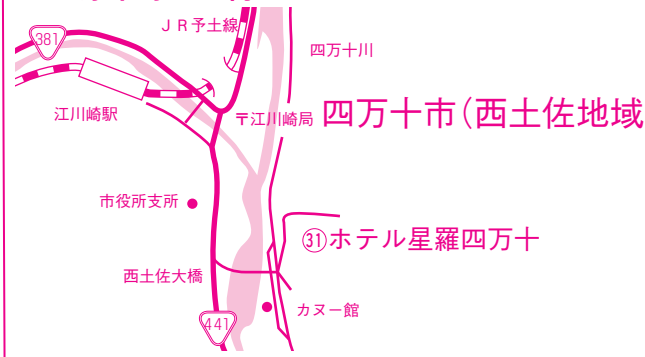 381
JR予土線
四万十川
江川崎駅
〒江川崎局
四万十市(西土佐地域
市役所支所
㉛ホテル星羅四万十
西土佐大橋
カヌー館
441